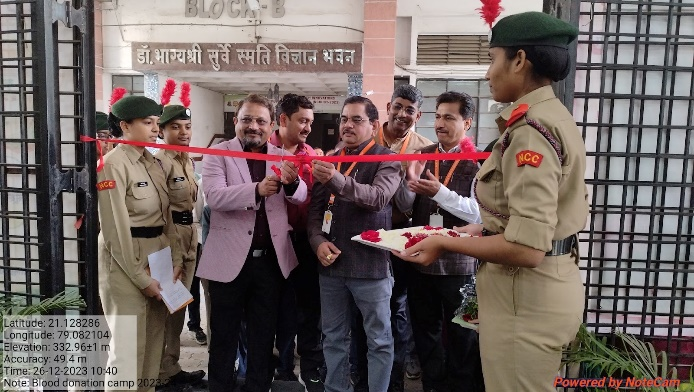 BLOCK-B
डॉ.भाग्यश्री सुर्वे स्मृति विज्ञान भवन
NCC
NCC
Latitude: 21.128286
Longitude: 79.082104
Elevation: 332.96±1 m
Accuracy: 49.4 m
Time: 26-12-2023 10:40
Note: Blood donation camp 2023
Powered by NoteCam